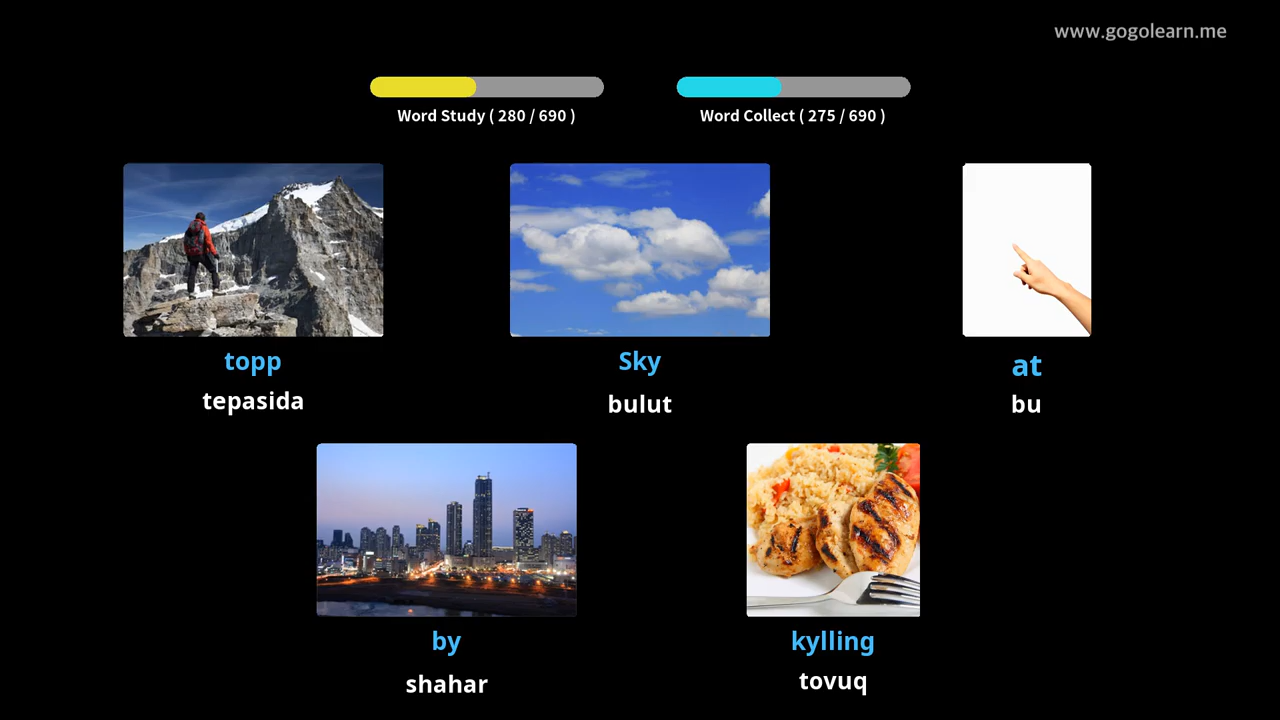 www.gogolearn.me
Word Study ( 280 / 690 )
Word Collect ( 275 / 690 )
topp
tepasida
Sky
bulut
at
bu
by
shahar
kylling
tovuq